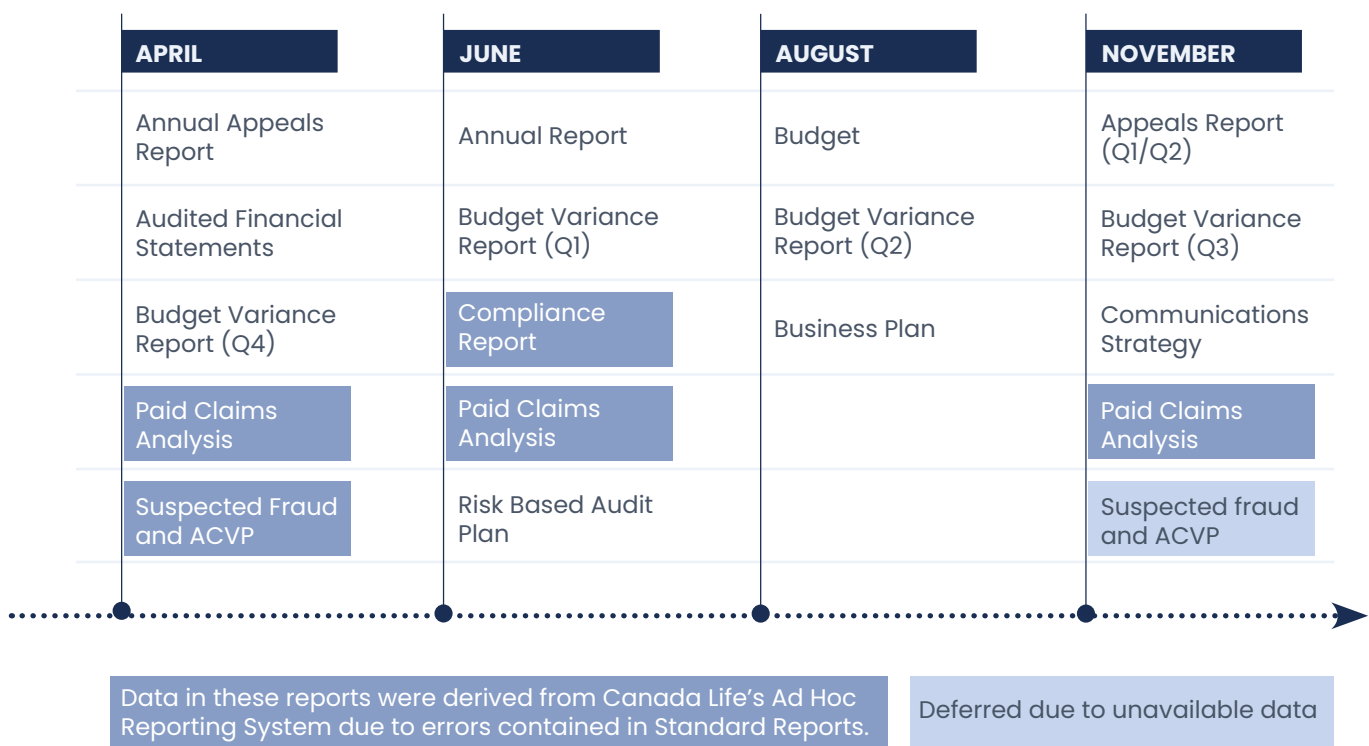 APRIL
JUNE
AUGUST
NOVEMBER
Annual Appeals
Report
Annual Report
Budget
Appeals Report
(Q1/Q2)
Audited Financial
Statements
Budget Variance
Report (Q1)
Budget Variance
Report (Q2)
Budget Variance
Report (Q3)
Budget Variance
Report (Q4)
Compliance
Report
Business Plan
Communications
Strategy
Paid Claims
Analysis
Paid Claims
Analysis
Paid Claims
Analysis
Suspected Fraud
and ACVP
Risk Based Audit
Plan
Suspected fraud
and ACVP
Data in these reports were derived from Canada Life’s Ad Hoc
Reporting System due to errors contained in Standard Reports.
Deferred due to unavailable data